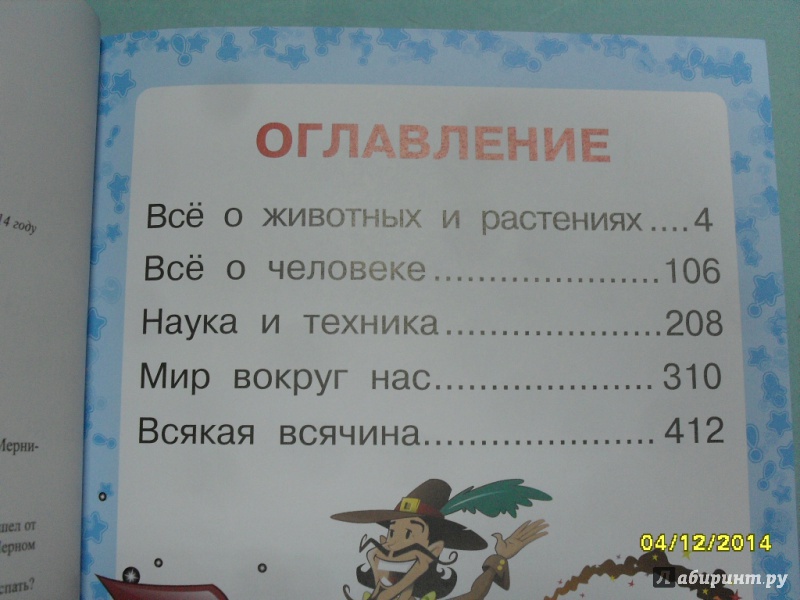 14 году
Мерни-
шел от
Черном
спать?
ОГЛАВЛЕНИЕ
Всё о животных и растениях....4
Всё о человеке.....................106
Наука и техника....................208
Мир вокруг нас.....................310
Всякая всячина......................412
04/12/2014
Лабиринт.ру